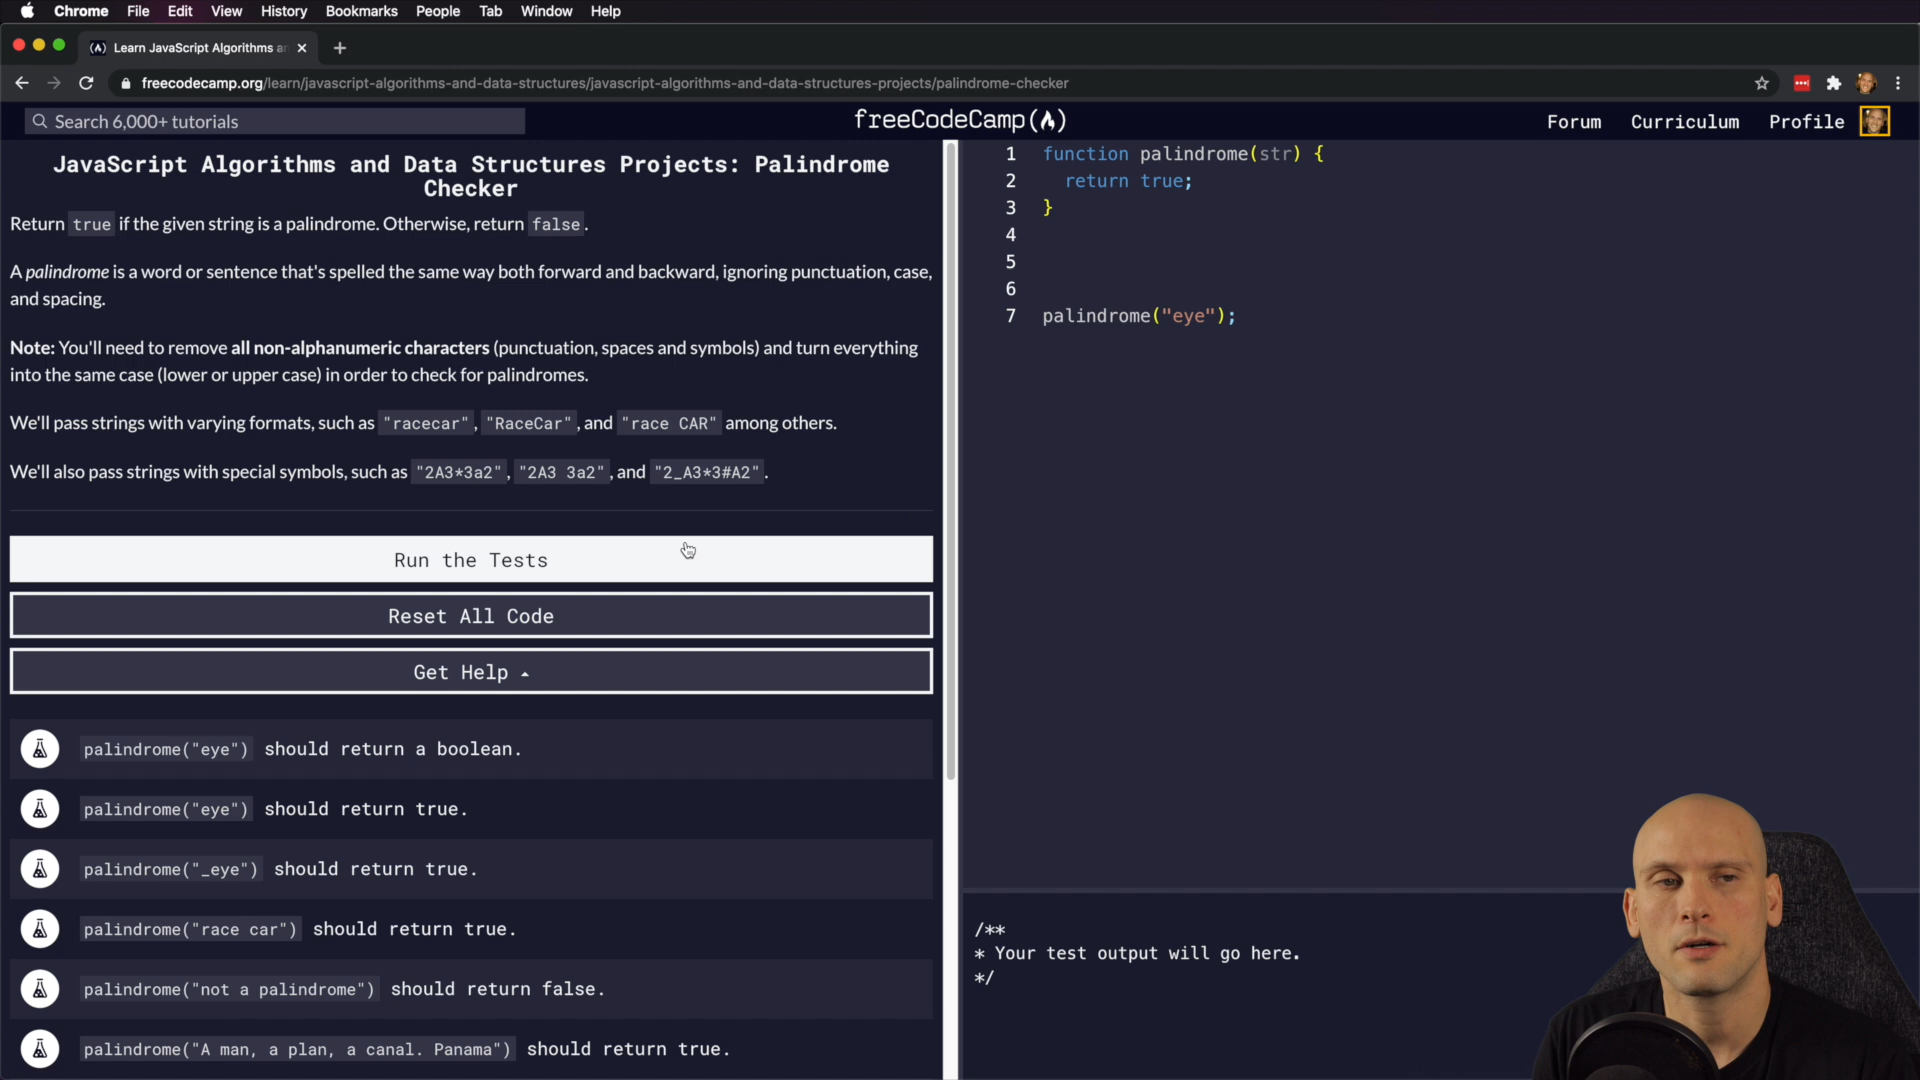 Chrome File Edit View History Bookmarks People Tab Window Help
Learn JavaScript Algorithms an
freecodecamp.org/learn/javascript-algorithms-and-data-structures/javascript-algorithms-and-data-structures-projects/palindrome-checker
Search 6,000+ tutorials
freeCodeCamp
Forum Curriculum Profile
JavaScript Algorithms and Data Structures Projects: Palindrome
Checker
Return true if the given string is a palindrome. Otherwise, return false.
A palindrome is a word or sentence that's spelled the same way both forward and backward, ignoring punctuation, case,
and spacing.
Note: You'll need to remove all non-alphanumeric characters (punctuation, spaces and symbols) and turn everything
into the same case (lower or upper case) in order to check for palindromes.
We'll pass strings with varying formats, such as "racecar", "RaceCar", and "race CAR" among others.
We'll also pass strings with special symbols, such as "2A3*3a2", "2A3 3a2", and "2_A3*3#A2".
Run the Tests
Reset All Code
Get Help
palindrome("eye") should return a boolean.
palindrome("eye") should return true.
palindrome("_eye") should return true.
palindrome("race car") should return true.
palindrome("not a palindrome") should return false.
palindrome("A man, a plan, a canal. Panama") should return true.
1 function palindrome(str) {
2 return true;
3 }
4
5
6
7 palindrome("eye");
/**
* Your test output will go here.
*/